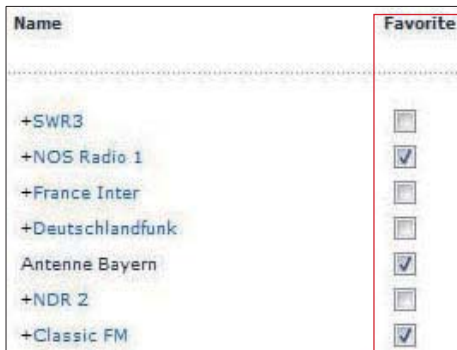 Name Favorite
+SWR3
+NOS Radio 1
+France Inter
+Deutschlandfunk
Antenne Bayern
+NDR 2
+Classic FM